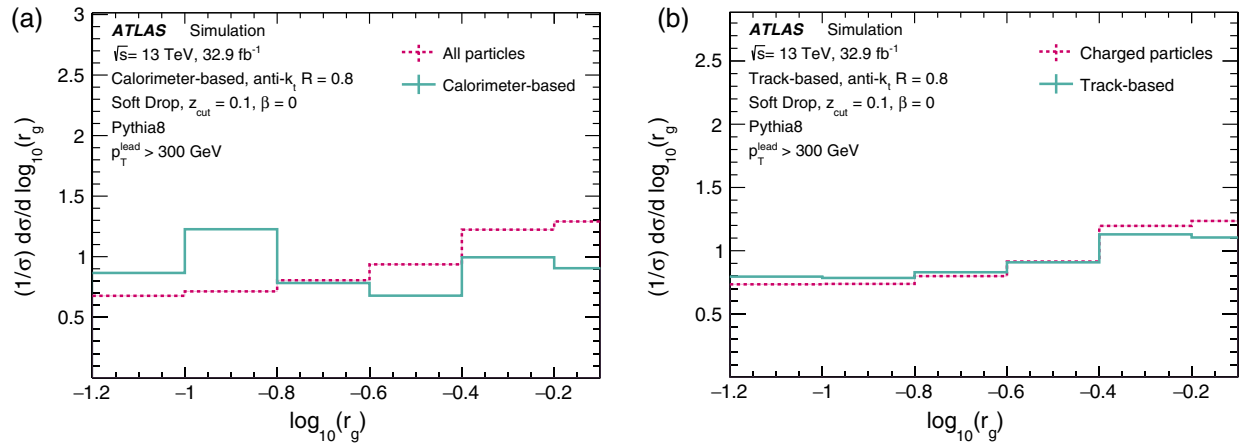 (a)
ATLAS Simulation
√s= 13 TeV, 32.9 fb⁻¹
Calorimeter-based, anti-kₜ R = 0.8
Soft Drop, z_cut = 0.1, β = 0
Pythia8
p_T^lead > 300 GeV
All particles
Calorimeter-based
(1/σ) dσ/d log₁₀(r_g)
3
2.5
2
1.5
1
0.5
−1.2 −1 −0.8 −0.6 −0.4 −0.2
log₁₀(r_g)
(b)
ATLAS Simulation
√s= 13 TeV, 32.9 fb⁻¹
Track-based, anti-kₜ R = 0.8
Soft Drop, z_cut = 0.1, β = 0
Pythia8
p_T^lead > 300 GeV
Charged particles
Track-based
(1/σ) dσ/d log₁₀(r_g)
2.5
2
1.5
1
0.5
−1.2 −1 −0.8 −0.6 −0.4 −0.2
log₁₀(r_g)